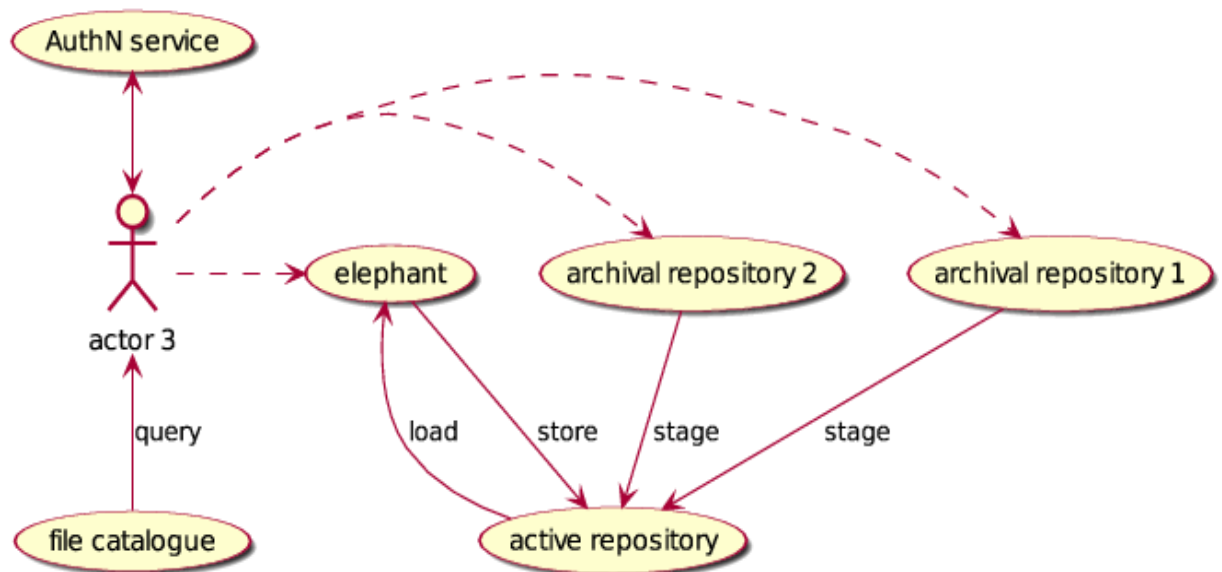 AuthN service
elephant
archival repository 2
archival repository 1
actor 3
query
load
store
stage
stage
file catalogue
active repository